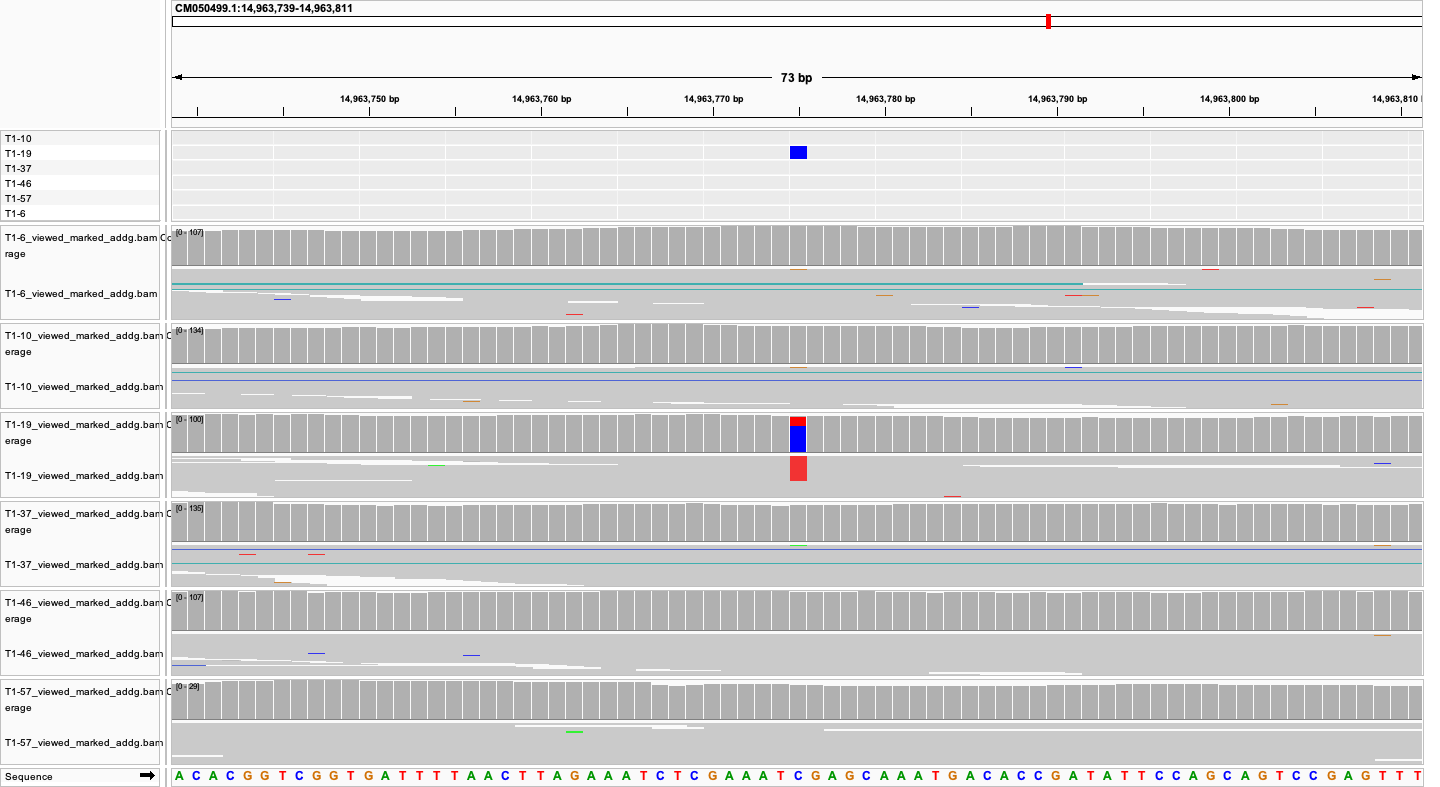 CM050499.1:14,963,739-14,963,811
73 bp
14,963,750 bp 14,963,760 bp 14,963,770 bp 14,963,780 bp 14,963,790 bp 14,963,800 bp 14,963,810
T1-10
T1-19
T1-37
T1-46
T1-57
T1-6
T1-6_viewed_marked_addg.bam [0 - 107]
rage
T1-6_viewed_marked_addg.bam
T1-10_viewed_marked_addg.bam [0 - 134]
erage
T1-10_viewed_marked_addg.bam
T1-19_viewed_marked_addg.bam [0 - 100]
erage
T1-19_viewed_marked_addg.bam
T1-37_viewed_marked_addg.bam [0 - 135]
erage
T1-37_viewed_marked_addg.bam
T1-46_viewed_marked_addg.bam [0 - 107]
erage
T1-46_viewed_marked_addg.bam
T1-57_viewed_marked_addg.bam [0 - 29]
erage
T1-57_viewed_marked_addg.bam
Sequence A C A C G G T C G G T G A T T T T A A C T T A G A A A T C T C G A A A T C G A G C A A A T G A C A C C G A T A T T C C A G C A G T C C G A G T T T